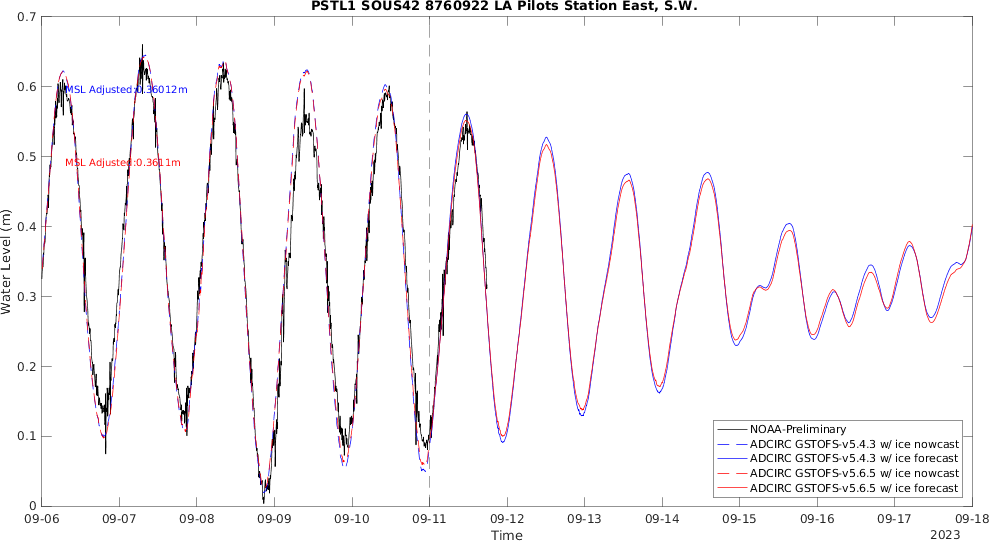 PSTL1 SOUS42 8760922 LA Pilots Station East, S.W.
0.7
0.6
0.5
0.4
0.3
0.2
0.1
0
Water Level (m)
MSL Adjusted:0.36012m
MSL Adjusted:0.3611m
NOAA-Preliminary
ADCIRC GSTOFS-v5.4.3 w/ ice nowcast
ADCIRC GSTOFS-v5.4.3 w/ ice forecast
ADCIRC GSTOFS-v5.6.5 w/ ice nowcast
ADCIRC GSTOFS-v5.6.5 w/ ice forecast
09-06 09-07 09-08 09-09 09-10 09-11 09-12 09-13 09-14 09-15 09-16 09-17 09-18
Time
2023